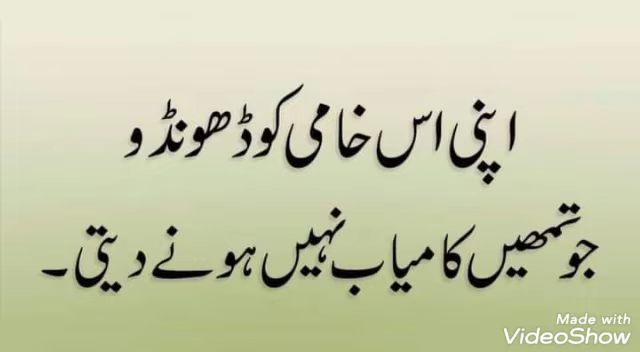 اپنی اس خامی کو ڈھونڈو
جو تمھیں کامیاب نہیں ہونے دیتی۔
Made with
VideoShow